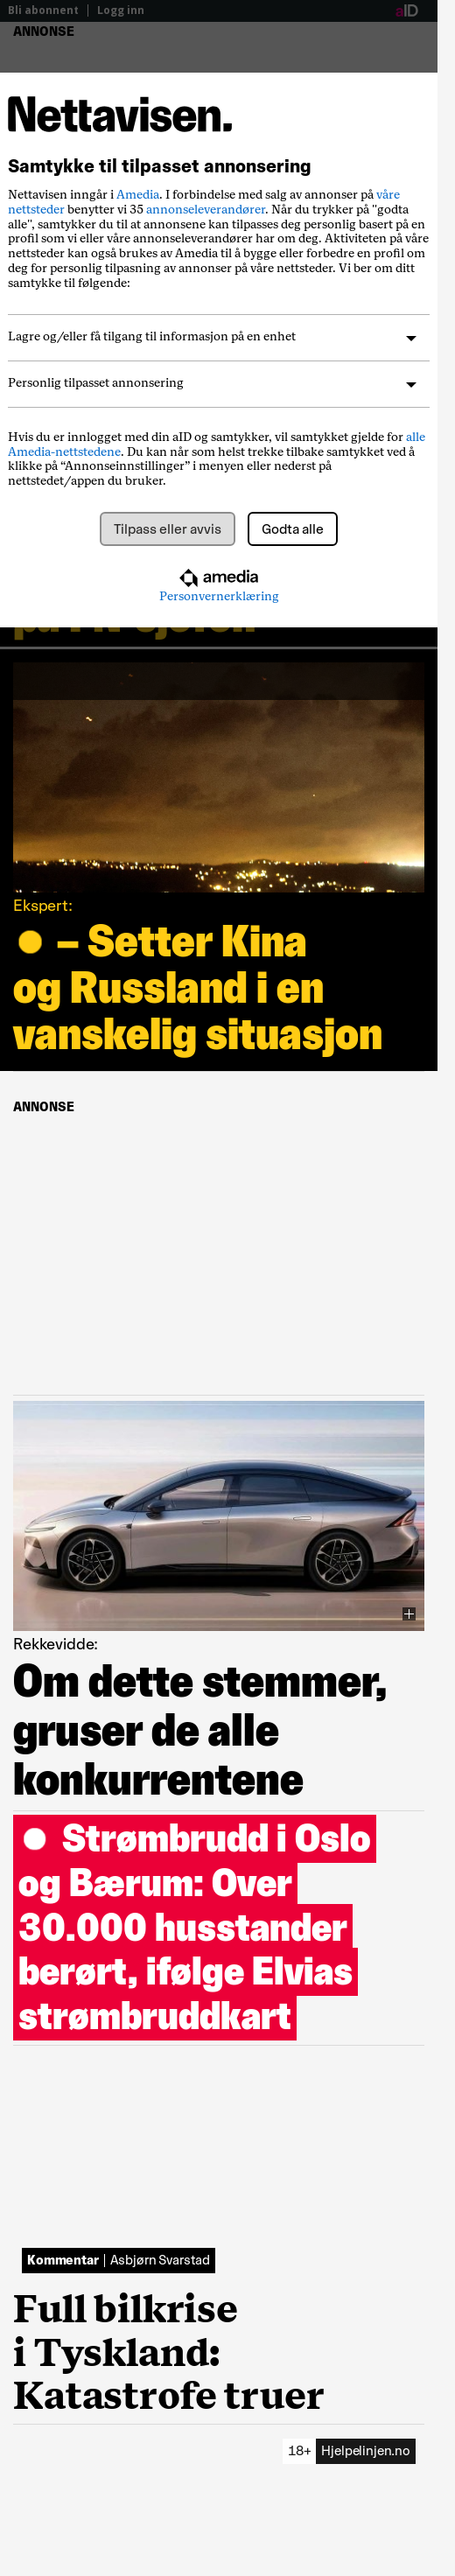 Bli abonnent | Logg inn
aID
ANNONSE
Nettavisen.
Samtykke til tilpasset annonsering
Nettavisen inngår i Amedia. I forbindelse med salg av annonser på våre
nettsteder benytter vi 35 annonseleverandører. Når du trykker på "godta
alle", samtykker du til at annonsene kan tilpasses deg personlig basert på en
profil som vi eller våre annonseleverandører har om deg. Aktiviteten på våre
nettsteder kan også brukes av Amedia til å bygge eller forbedre en profil om
deg for personlig tilpasning av annonser på våre nettsteder. Vi ber om ditt
samtykke til følgende:
Lagre og/eller få tilgang til informasjon på en enhet
Personlig tilpasset annonsering
Hvis du er innlogget med din aID og samtykker, vil samtykket gjelde for alle
Amedia-nettstedene. Du kan når som helst trekke tilbake samtykket ved å
klikke på “Annonseinnstillinger” i menyen eller nederst på
nettstedet/appen du bruker.
Tilpass eller avvis
Godta alle
amedia
Personvernerklæring
Ekspert:
– Setter Kina
og Russland i en
vanskelig situasjon
ANNONSE
Rekkevidde:
Om dette stemmer,
gruser de alle
konkurrentene
Strømbrudd i Oslo
og Bærum: Over
30.000 husstander
berørt, ifølge Elvias
strømbruddkart
Kommentar | Asbjørn Svarstad
Full bilkrise
i Tyskland:
Katastrofe truer
18+ Hjelpelinjen.no